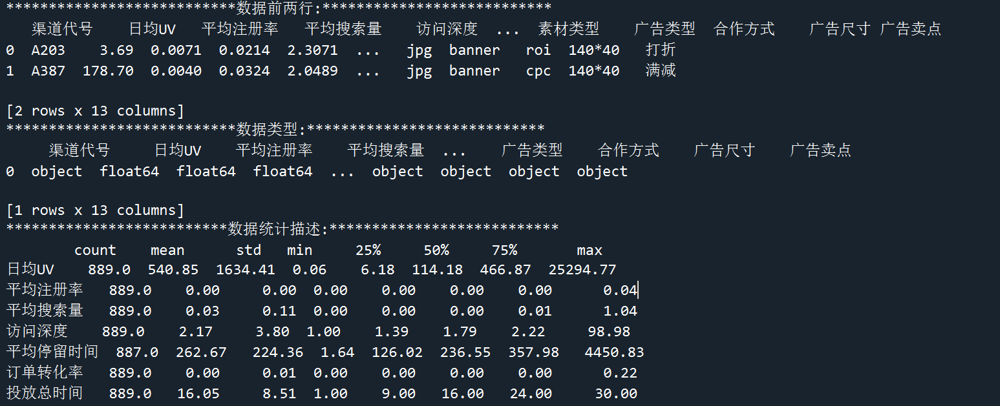 ***************************数据前两行:***************************
渠道代号 日均UV 平均注册率 平均搜索量 访问深度 ... 素材类型 广告类型 合作方式 广告尺寸 广告卖点
0 A203 3.69 0.0071 0.0214 2.3071 ... jpg banner roi 140*40 打折
1 A387 178.70 0.0040 0.0324 2.0489 ... jpg banner cpc 140*40 满减
[2 rows x 13 columns]
***************************数据类型:****************************
渠道代号 日均UV 平均注册率 平均搜索量 ... 广告类型 合作方式 广告尺寸 广告卖点
0 object float64 float64 float64 ... object object object object
[1 rows x 13 columns]
**************************数据统计描述:***************************
count mean std min 25% 50% 75% max
日均UV 889.0 540.85 1634.41 0.06 6.18 114.18 466.87 25294.77
平均注册率 889.0 0.00 0.00 0.00 0.00 0.00 0.00 0.04
平均搜索量 889.0 0.03 0.11 0.00 0.00 0.00 0.01 1.04
访问深度 889.0 2.17 3.80 1.00 1.39 1.79 2.22 98.98
平均停留时间 887.0 262.67 224.36 1.64 126.02 236.55 357.98 4450.83
订单转化率 889.0 0.00 0.01 0.00 0.00 0.00 0.00 0.22
投放总时间 889.0 16.05 8.51 1.00 9.00 16.00 24.00 30.00